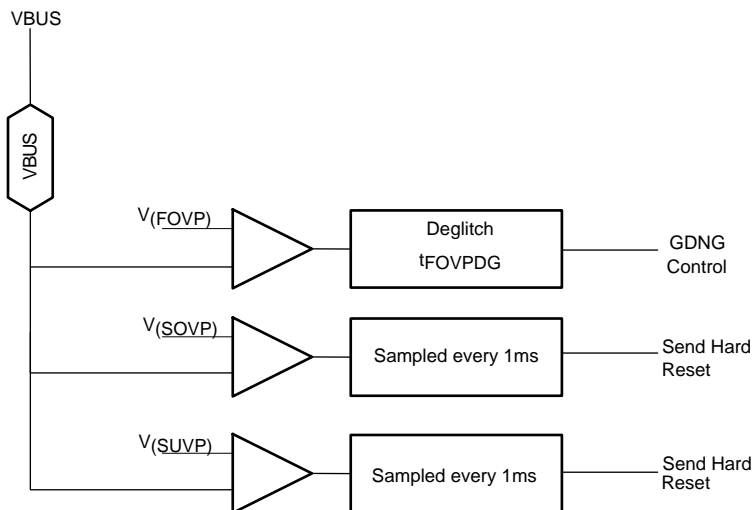 VBUS
VBUS
V(FOVP)
Deglitch
tFOVPDG
GDNG
Control
V(SOVP)
Sampled every 1ms
Send Hard
Reset
V(SUVP)
Sampled every 1ms
Send Hard
Reset